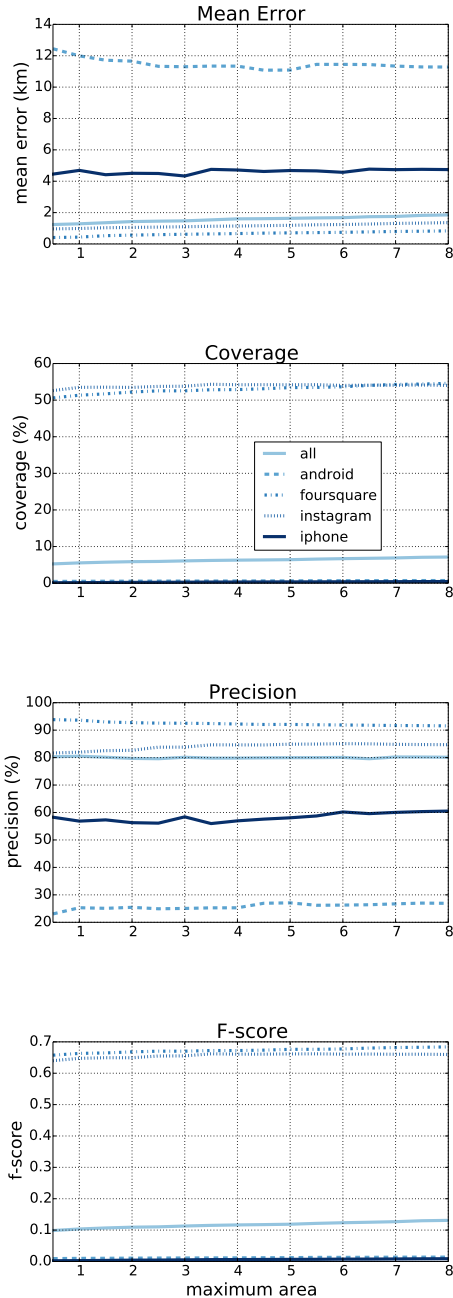 Mean Error
14
12
10
8
6
4
2
0
mean error (km)
1 2 3 4 5 6 7 8
Coverage
60
50
40
30
20
10
0
coverage (%)
all
android
foursquare
instagram
iphone
1 2 3 4 5 6 7 8
Precision
100
90
80
70
60
50
40
30
20
precision (%)
1 2 3 4 5 6 7 8
F-score
0.7
0.6
0.5
0.4
0.3
0.2
0.1
0.0
f-score
1 2 3 4 5 6 7 8
maximum area